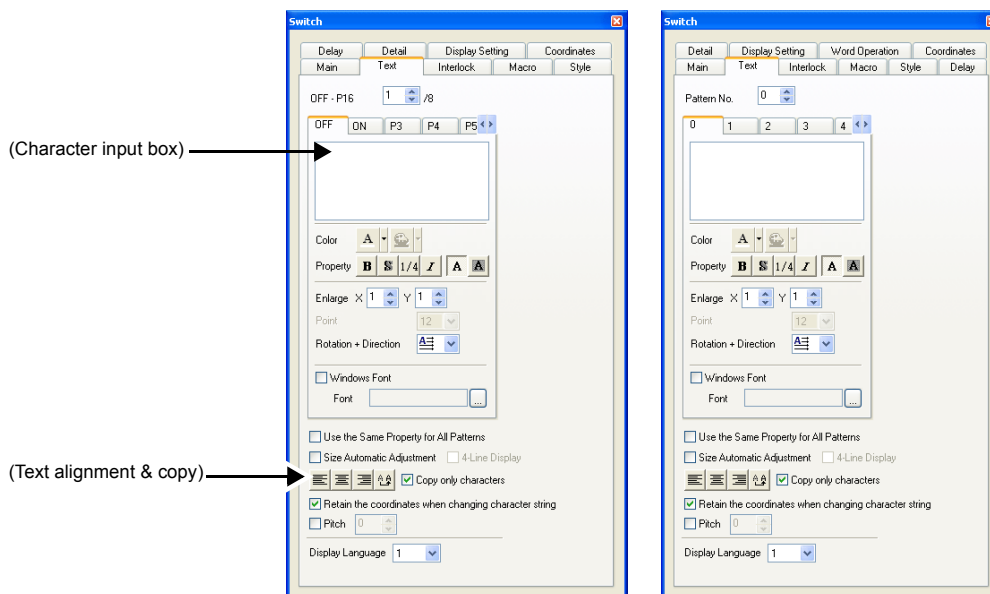 Switch
Delay Detail Display Setting Coordinates
Main Text Interlock Macro Style
OFF - P16 1 /8
OFF ON P3 P4 P5
(Character input box)
Color A
Property B S 1/4 I A A
Enlarge X 1 Y 1
Point 12
Rotation + Direction A
Windows Font
Font ...
Use the Same Property for All Patterns
Size Automatic Adjustment 4-Line Display
(Text alignment & copy)
Copy only characters
Retain the coordinates when changing character string
Pitch 0
Display Language 1
Switch
Detail Display Setting Word Operation Coordinates
Main Text Interlock Macro Style Delay
Pattern No. 0
0 1 2 3 4
Color A
Property B S 1/4 I A A
Enlarge X 1 Y 1
Point 12
Rotation + Direction A
Windows Font
Font ...
Use the Same Property for All Patterns
Size Automatic Adjustment 4-Line Display
Copy only characters
Retain the coordinates when changing character string
Pitch 0
Display Language 1